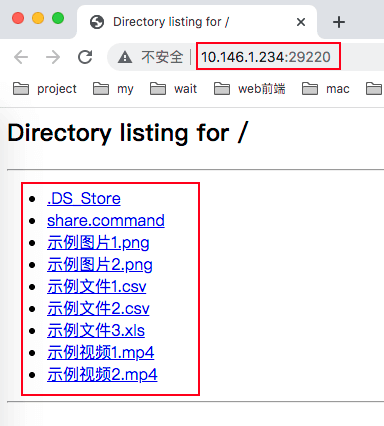 Directory listing for /
不安全 10.146.1.234:29220
project my wait web前端 mac
Directory listing for /
.DS_Store
share.command
示例图片1.png
示例图片2.png
示例文件1.csv
示例文件2.csv
示例文件3.xls
示例视频1.mp4
示例视频2.mp4